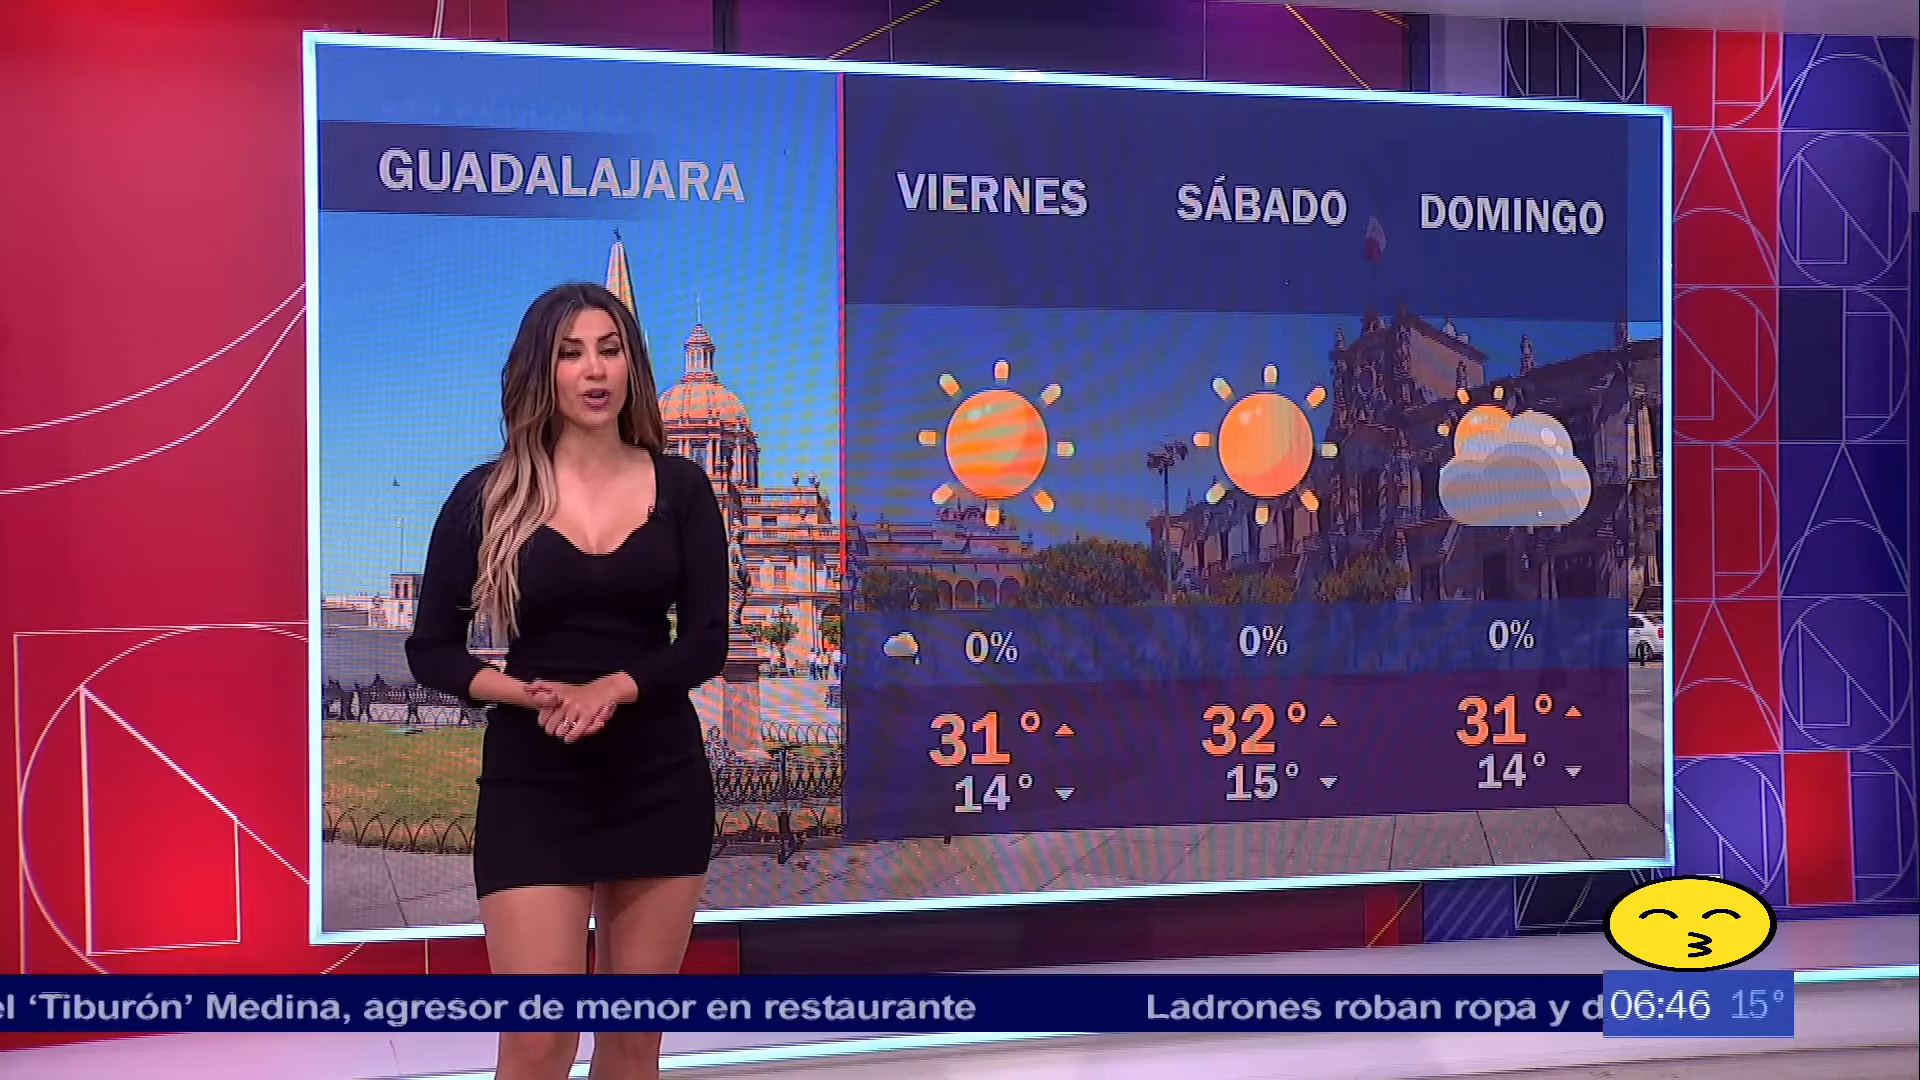 GUADALAJARA
VIERNES SÁBADO DOMINGO
0% 0% 0%
31° 32° 31°
14° 15° 14°
el ‘Tiburón’ Medina, agresor de menor en restaurante Ladrones roban ropa y d
06:46 15°